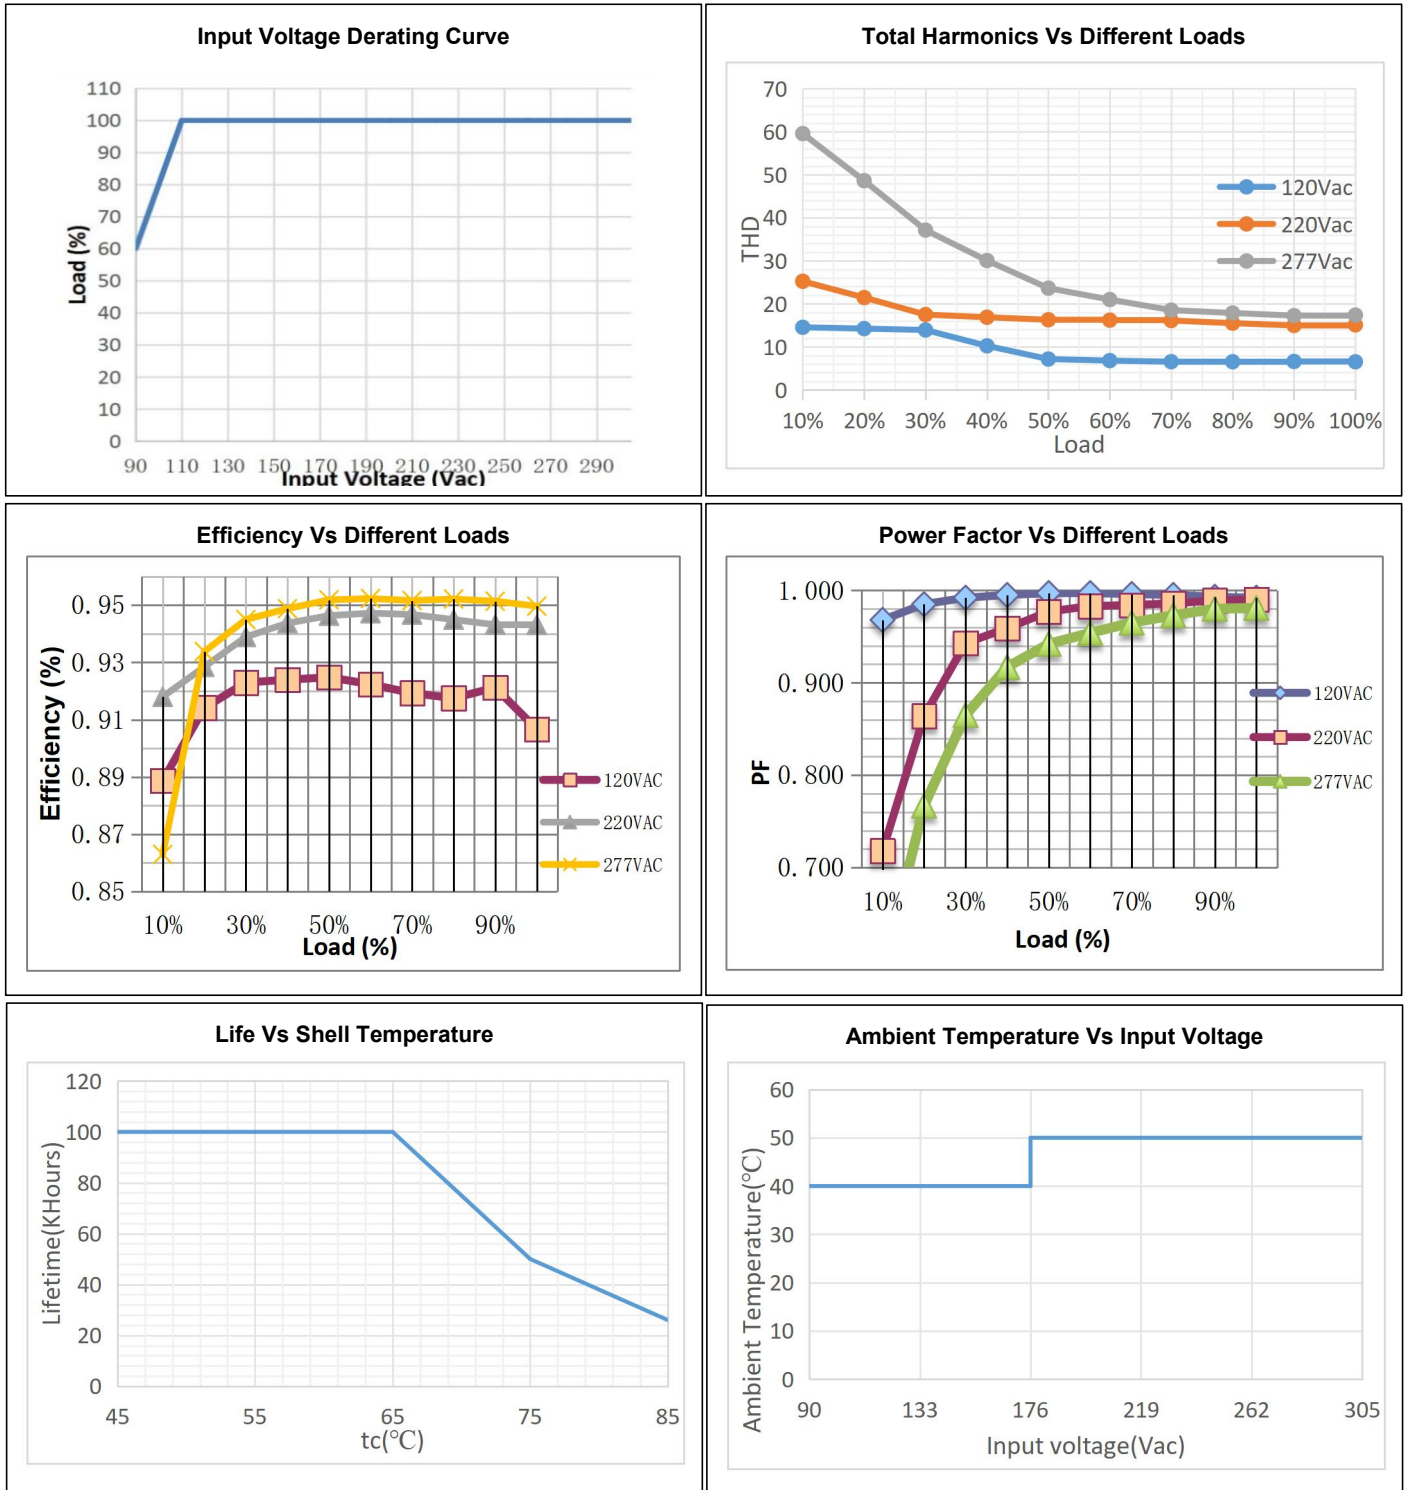 Input Voltage Derating Curve
110
100
90
80
70
60
50
40
30
20
10
0
Load (%)
90 110 130 150 170 190 210 230 250 270 290
Input Voltage (Vac)
Total Harmonics Vs Different Loads
70
60
50
40
30
20
10
0
THD
120Vac
220Vac
277Vac
10% 20% 30% 40% 50% 60% 70% 80% 90% 100%
Load
Efficiency Vs Different Loads
0.95
0.93
0.91
0.89
0.87
0.85
Efficiency (%)
120VAC
220VAC
277VAC
10% 30% 50% 70% 90%
Load (%)
Power Factor Vs Different Loads
1.000
0.900
0.800
0.700
PF
120VAC
220VAC
277VAC
10% 30% 50% 70% 90%
Load (%)
Life Vs Shell Temperature
120
100
80
60
40
20
0
Lifetime(KHours)
45 55 65 75 85
tc(℃)
Ambient Temperature Vs Input Voltage
60
50
40
30
20
10
0
Ambient Temperature(℃)
90 133 176 219 262 305
Input voltage(Vac)